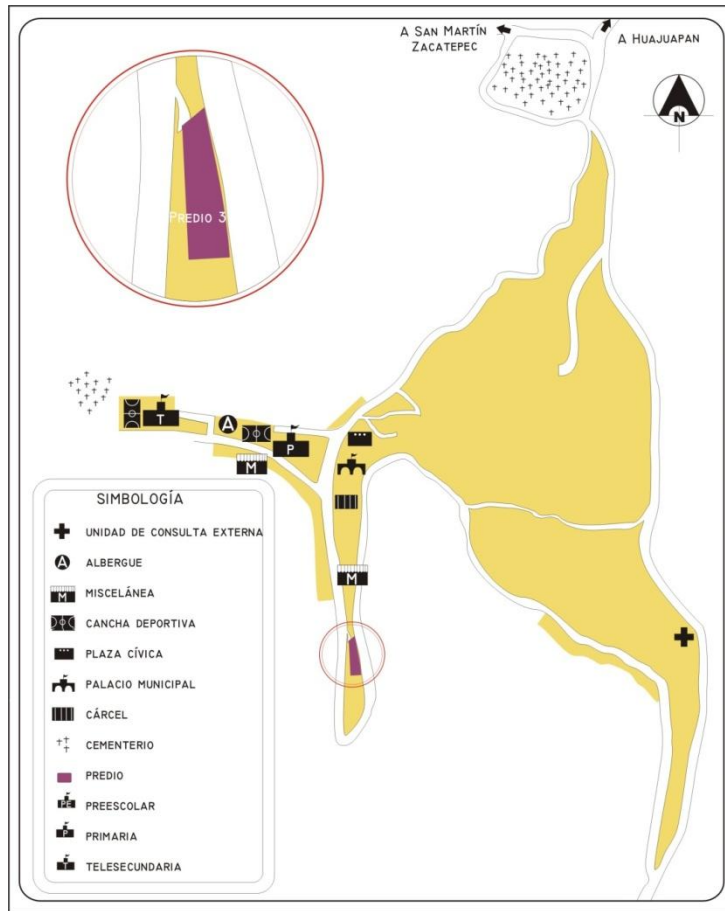 A SAN MARTÍN
ZACATEPEC
A HUAJUAPAN
N
PREDIO 3
T
A
P
M
M
SIMBOLOGÍA
UNIDAD DE CONSULTA EXTERNA
A ALBERGUE
M MISCELÁNEA
CANCHA DEPORTIVA
PLAZA CÍVICA
PALACIO MUNICIPAL
CÁRCEL
CEMENTERIO
PREDIO
PE PREESCOLAR
P PRIMARIA
T TELESECUNDARIA